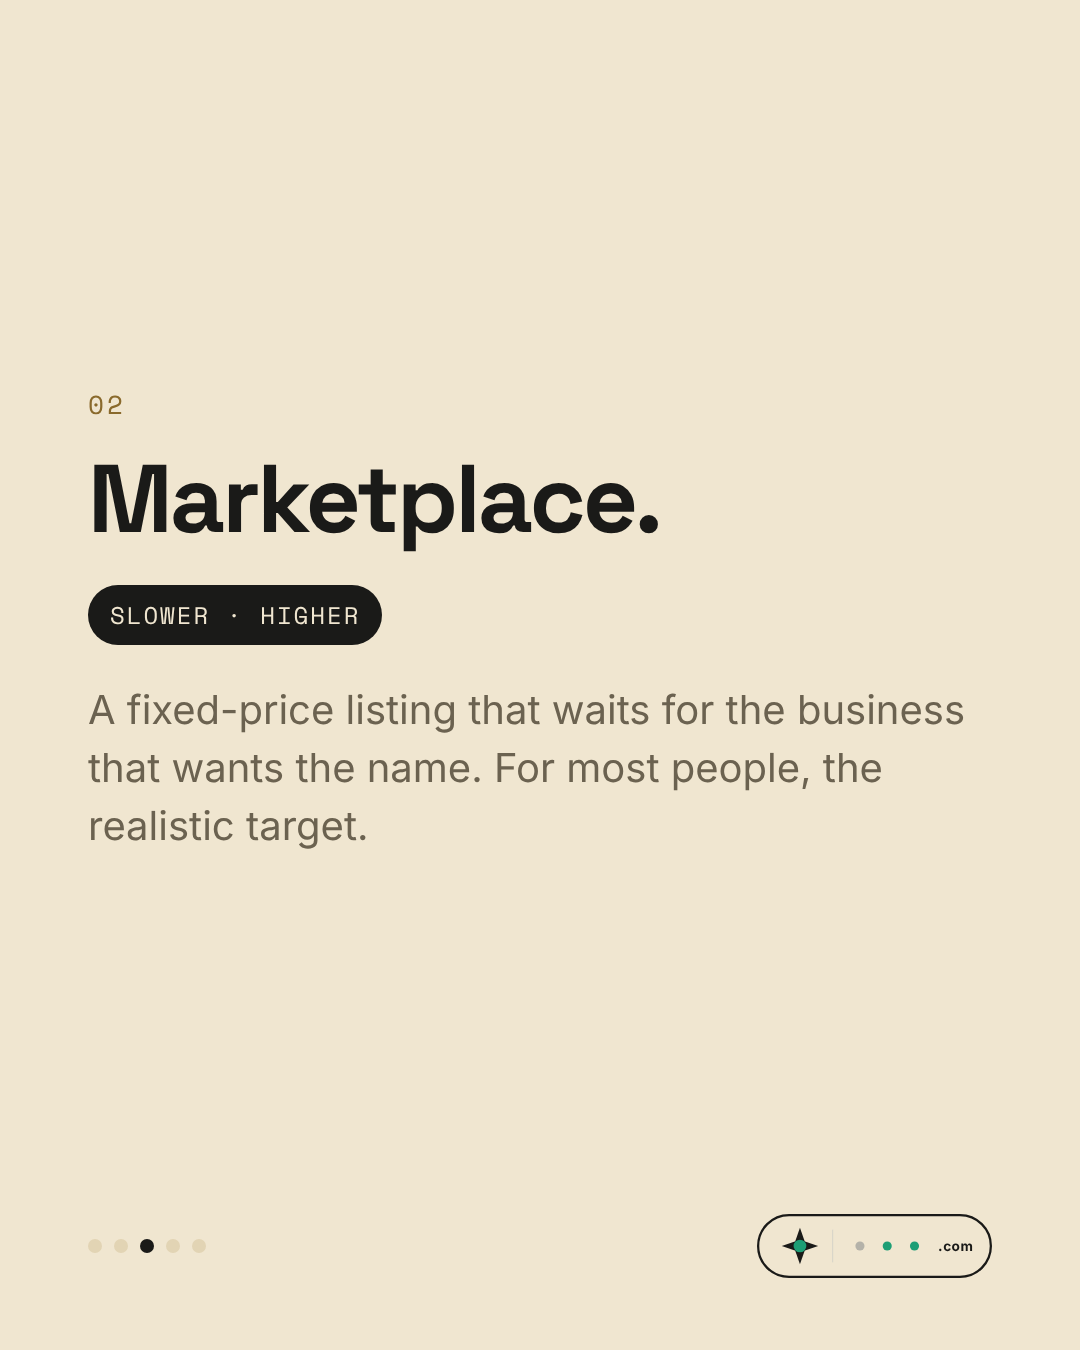 02
Marketplace.
SLOWER · HIGHER
A fixed-price listing that waits for the business
that wants the name. For most people, the
realistic target.
.com